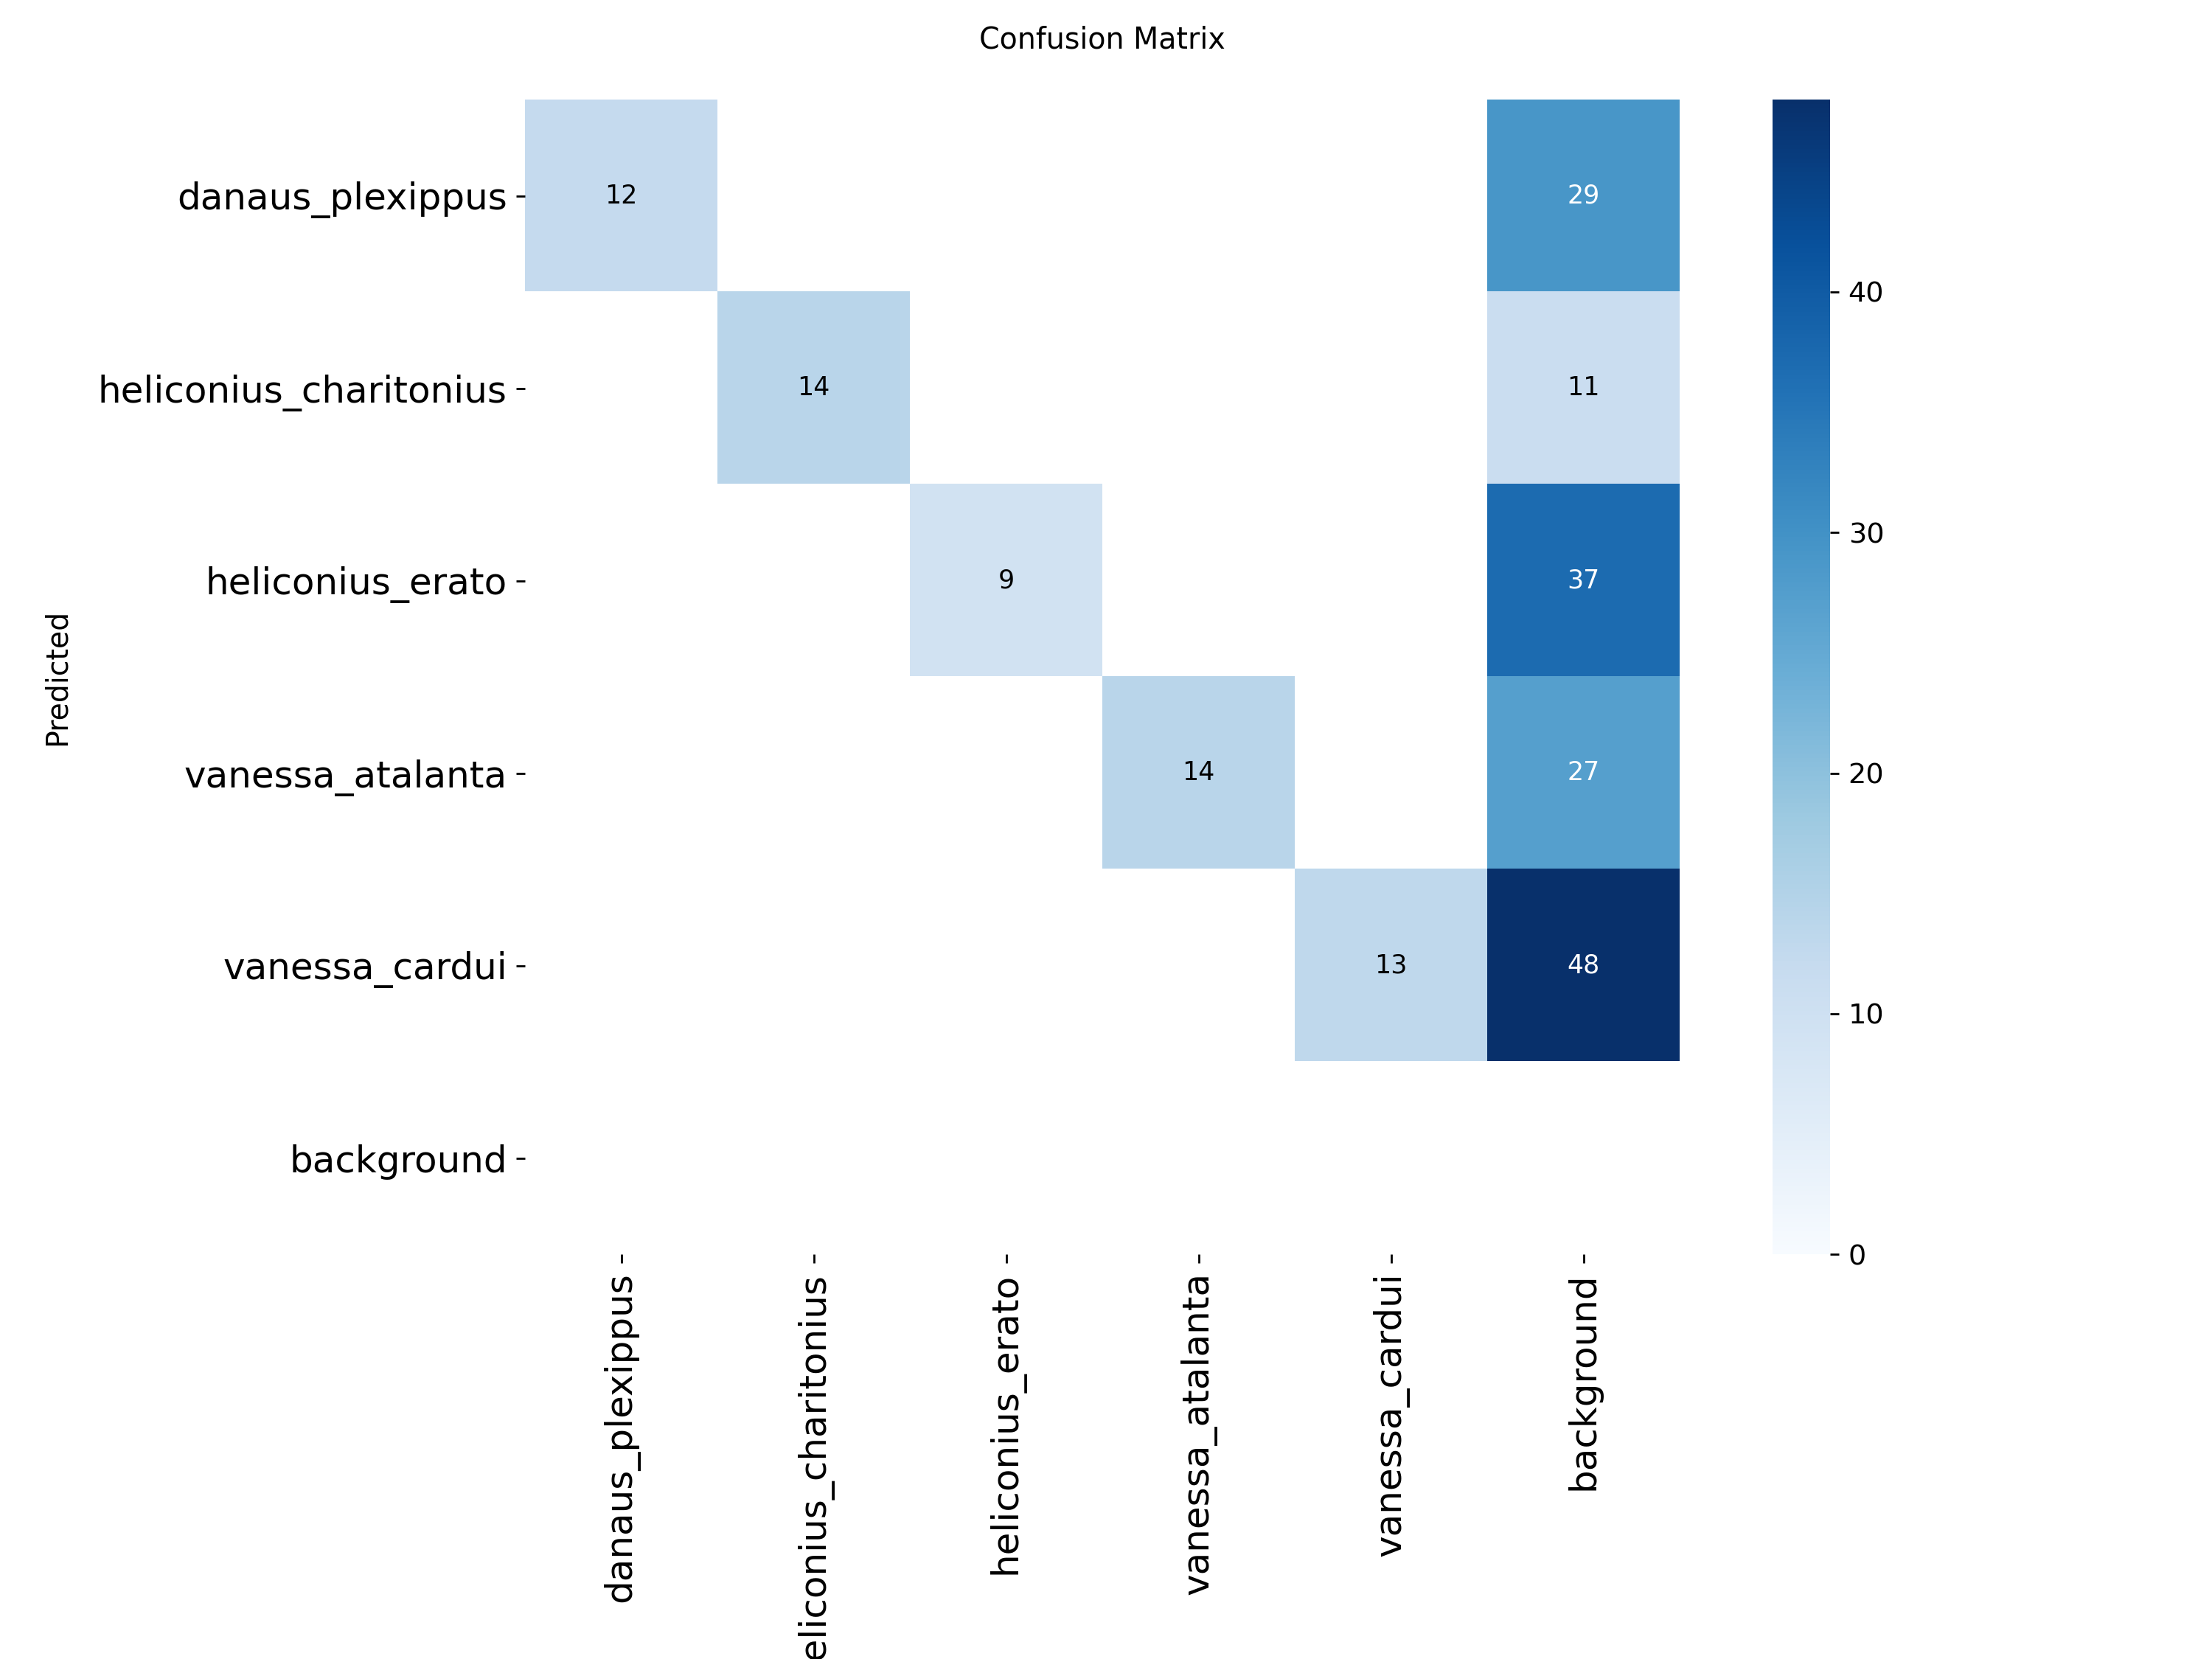 Confusion Matrix
danaus_plexippus
12
29
heliconius_charitonius
14
11
heliconius_erato
9
37
vanessa_atalanta
14
27
vanessa_cardui
13
48
background
Predicted
danaus_plexippus
eliconius_charitonius
heliconius_erato
vanessa_atalanta
vanessa_cardui
background
40
30
20
10
0